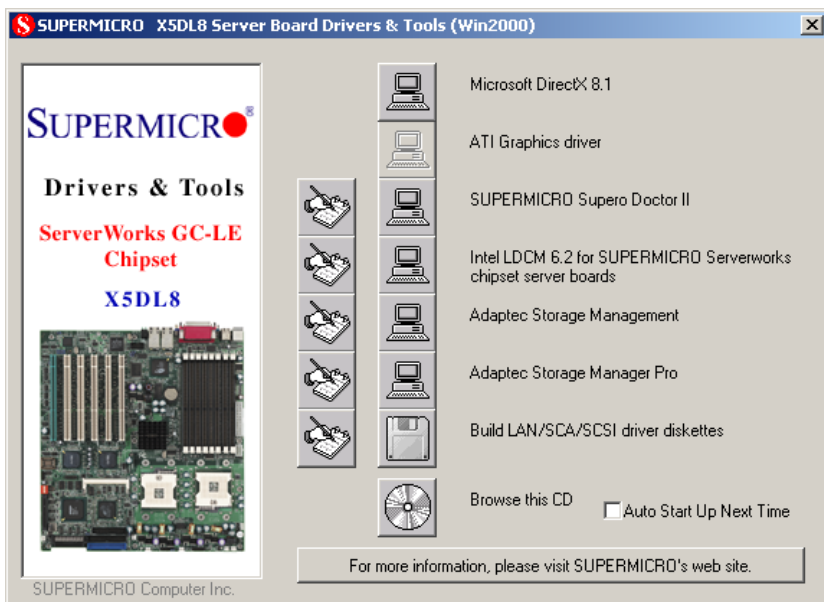 SUPERMICRO X5DL8 Server Board Drivers & Tools (Win2000)
SUPERMICRO®
Drivers & Tools
ServerWorks GC-LE
Chipset
X5DL8
SUPERMICRO Computer Inc.
Microsoft DirectX 8.1
ATI Graphics driver
SUPERMICRO Supero Doctor II
Intel LDCM 6.2 for SUPERMICRO Serverworks
chipset server boards
Adaptec Storage Management
Adaptec Storage Manager Pro
Build LAN/SCA/SCSI driver diskettes
Browse this CD
Auto Start Up Next Time
For more information, please visit SUPERMICRO's web site.